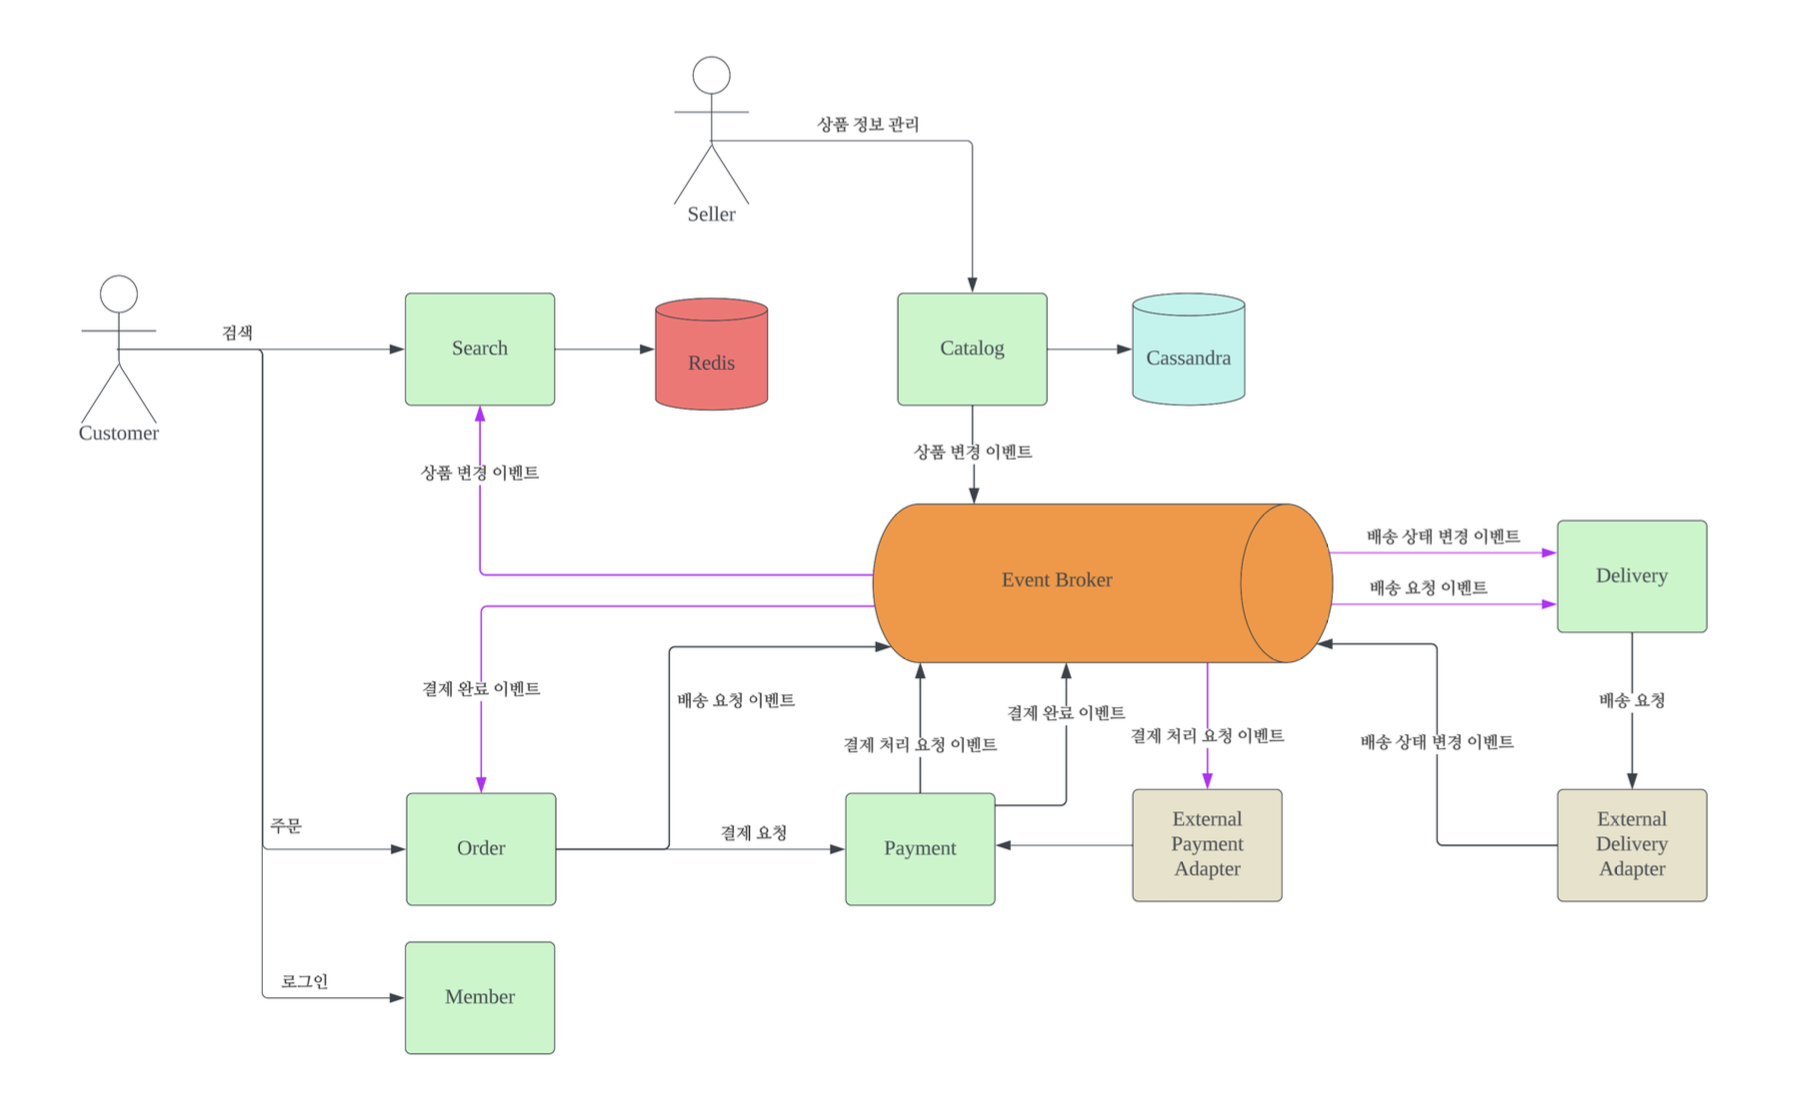 상품 정보 관리
Seller
검색
Search
Redis
Catalog
Cassandra
Customer
상품 변경 이벤트
상품 변경 이벤트
배송 상태 변경 이벤트
Event Broker
Delivery
배송 요청 이벤트
결제 완료 이벤트
배송 요청 이벤트
결제 완료 이벤트
배송 요청
결제 처리 요청 이벤트
결제 처리 요청 이벤트
배송 상태 변경 이벤트
주문
Order
결제 요청
Payment
External
Payment
Adapter
External
Delivery
Adapter
로그인
Member